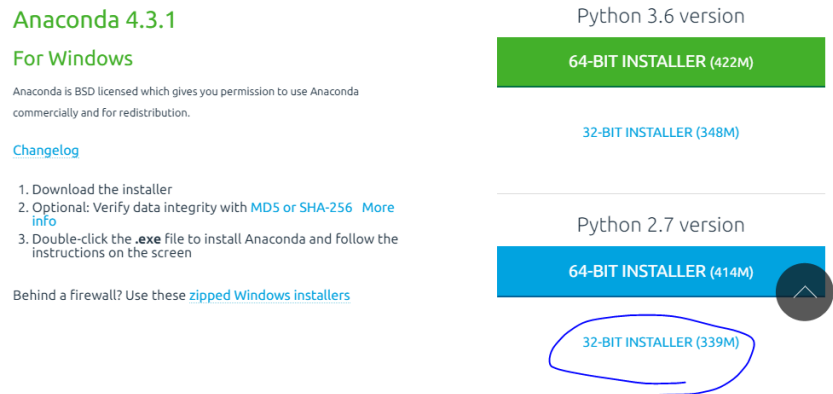 Anaconda 4.3.1
For Windows
Anaconda is BSD licensed which gives you permission to use Anaconda
commercially and for redistribution.
Changelog
1. Download the installer
2. Optional: Verify data integrity with MD5 or SHA-256 More
info
3. Double-click the .exe file to install Anaconda and follow the
instructions on the screen
Behind a firewall? Use these zipped Windows installers
Python 3.6 version
64-BIT INSTALLER (422M)
32-BIT INSTALLER (348M)
Python 2.7 version
64-BIT INSTALLER (414M)
32-BIT INSTALLER (339M)